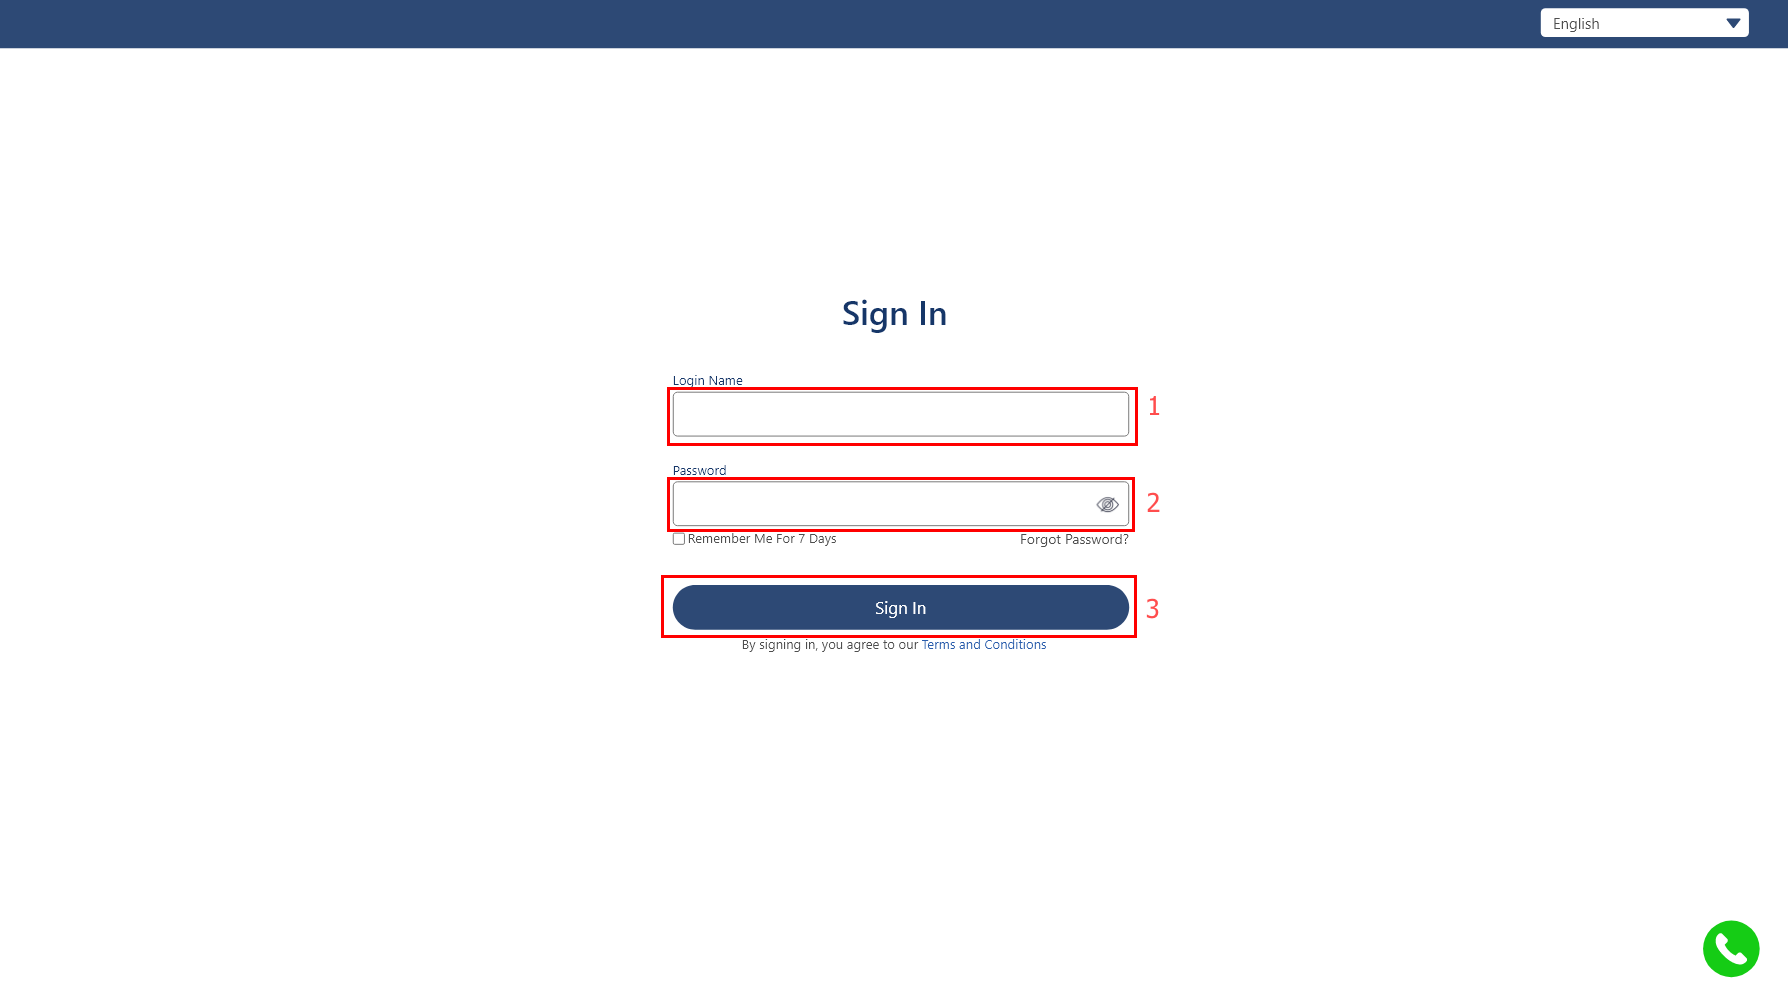 English
Sign In
Login Name
1
Password
2
Remember Me For 7 Days
Forgot Password?
Sign In
3
By signing in, you agree to our Terms and Conditions